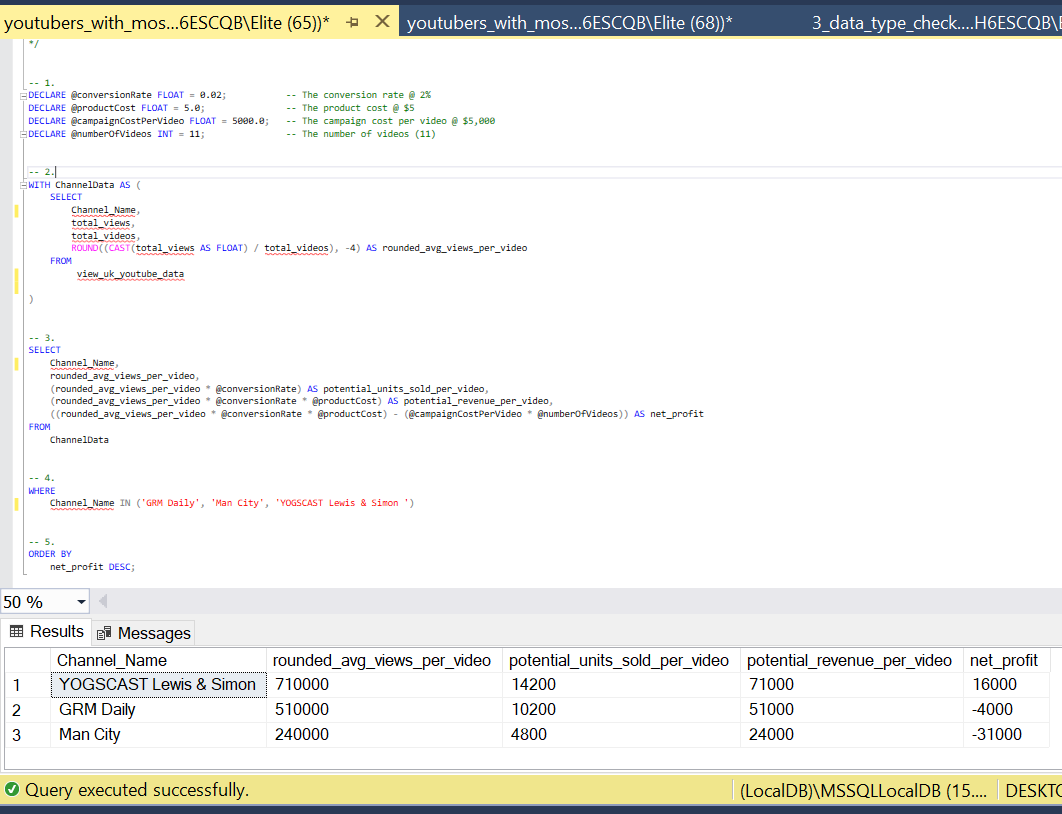 youtubers_with_mos...6ESCQB\Elite (65))* youtubers_with_mos...6ESCQB\Elite (68))* 3_data_type_check....H6ESCQB\E
*/
-- 1.
DECLARE @conversionRate FLOAT = 0.02; -- The conversion rate @ 2%
DECLARE @productCost FLOAT = 5.0; -- The product cost @ $5
DECLARE @campaignCostPerVideo FLOAT = 5000.0; -- The campaign cost per video @ $5,000
DECLARE @numberOfVideos INT = 11; -- The number of videos (11)
-- 2.
WITH ChannelData AS (
SELECT
Channel_Name,
total_views,
total_videos,
ROUND((CAST(total_views AS FLOAT) / total_videos), -4) AS rounded_avg_views_per_video
FROM
view_uk_youtube_data
)
-- 3.
SELECT
Channel_Name,
rounded_avg_views_per_video,
(rounded_avg_views_per_video * @conversionRate) AS potential_units_sold_per_video,
(rounded_avg_views_per_video * @conversionRate * @productCost) AS potential_revenue_per_video,
((rounded_avg_views_per_video * @conversionRate * @productCost) - (@campaignCostPerVideo * @numberOfVideos)) AS net_profit
FROM
ChannelData
-- 4.
WHERE
Channel_Name IN ('GRM Daily', 'Man City', 'YOGSCAST Lewis & Simon ')
-- 5.
ORDER BY
net_profit DESC;
50 %
Results Messages
Channel_Name rounded_avg_views_per_video potential_units_sold_per_video potential_revenue_per_video net_profit
1 YOGSCAST Lewis & Simon 710000 14200 71000 16000
2 GRM Daily 510000 10200 51000 -4000
3 Man City 240000 4800 24000 -31000
Query executed successfully. (LocalDB)\MSSQLLocalDB (15.... DESKTO